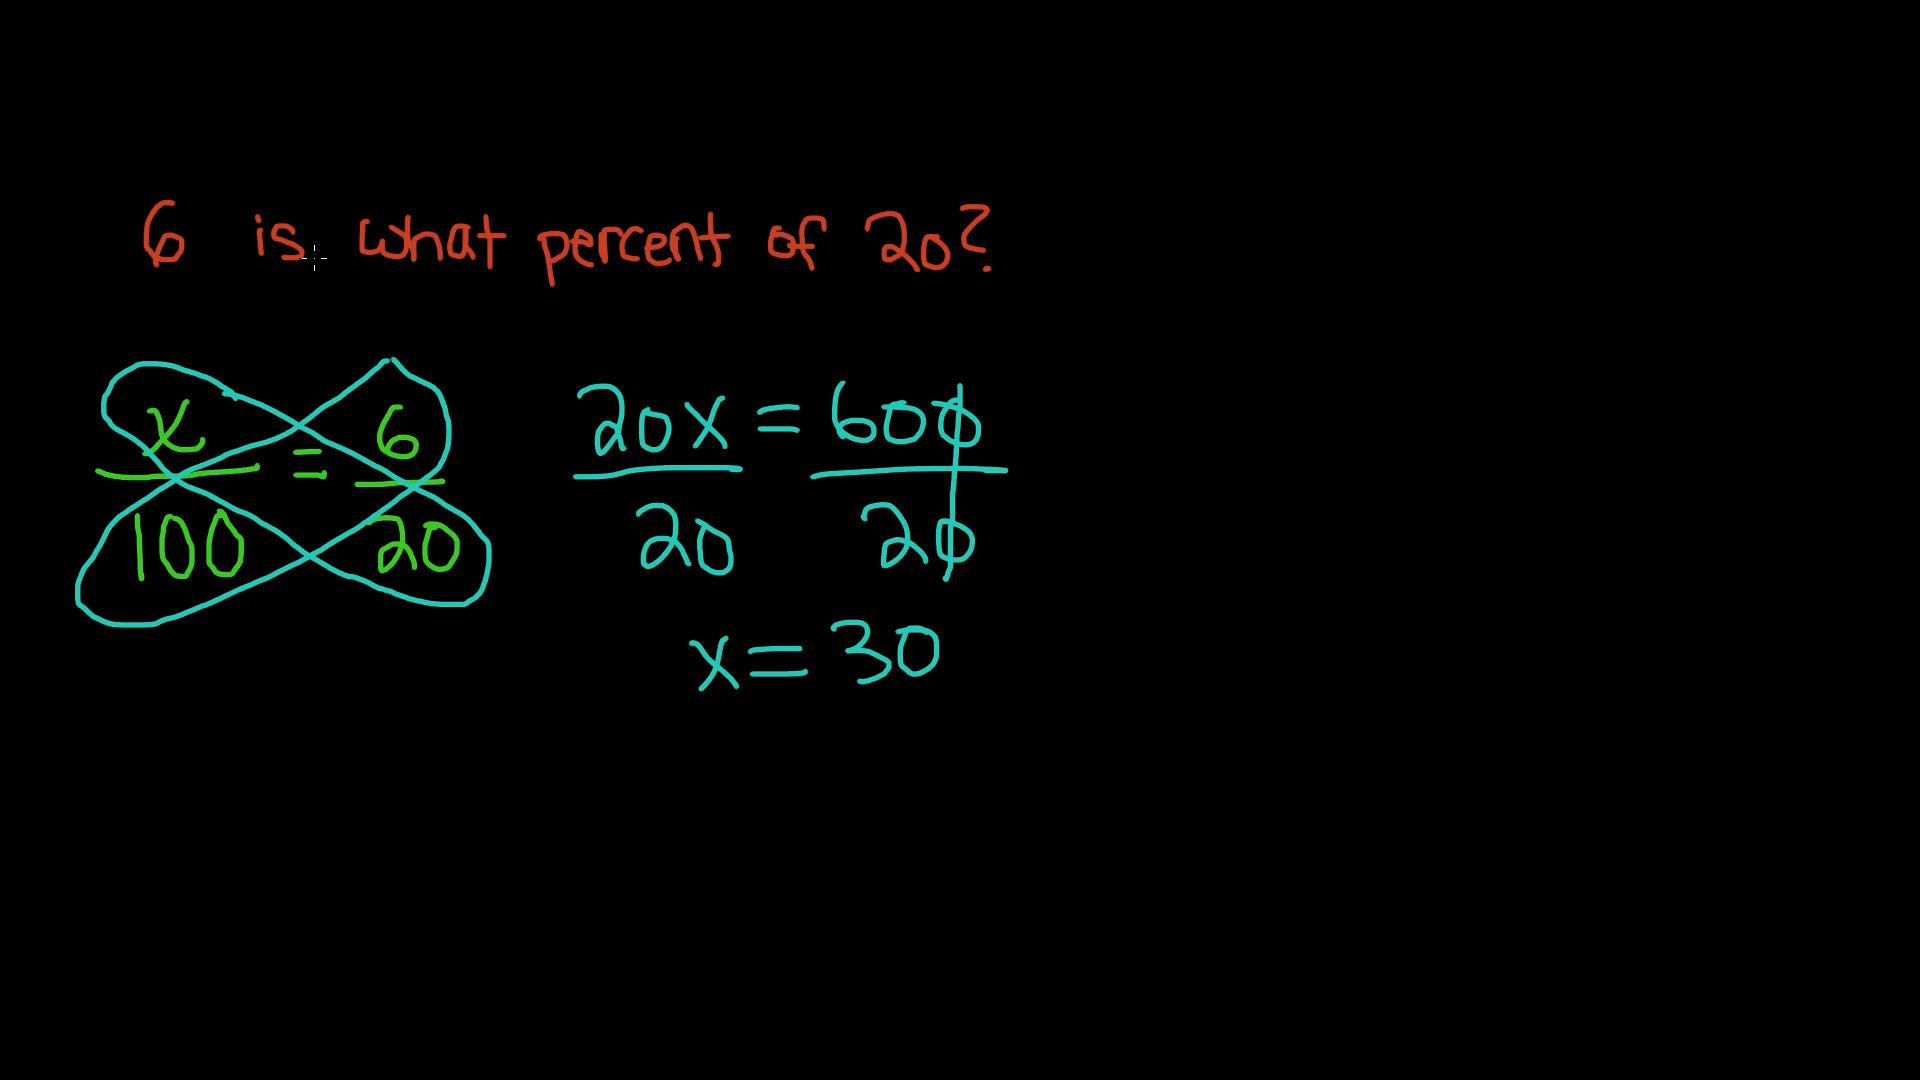 6 is what percent of 20?
x/100 = 6/20
20x/20 = 600/20
x = 30